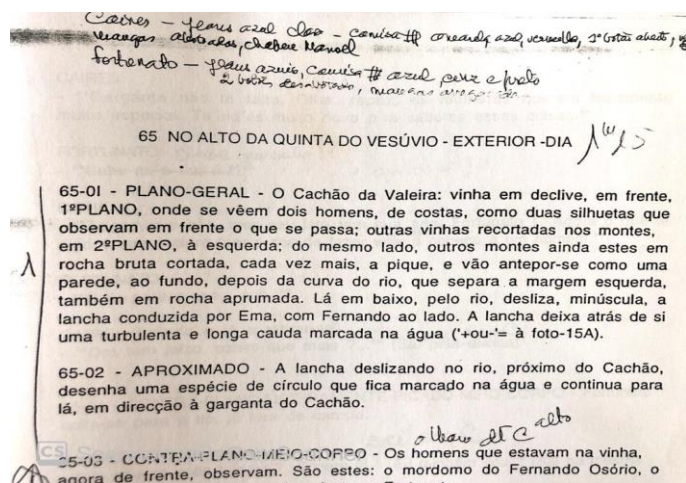 Caires - Jeans azul claro - camisa # amarelo, azul, vermelho, 1º botão aberto,
mangas abotoadas, chapeu Manoel
Fortunato - Jeans azuis, camisa # azul, cinz e preto
2 botões desabotoado, mangas
65 NO ALTO DA QUINTA DO VESÚVIO - EXTERIOR -DIA
65-0I - PLANO-GERAL - O Cachão da Valeira: vinha em declive, em frente,
1ºPLANO, onde se vêem dois homens, de costas, como duas silhuetas que
observam em frente o que se passa; outras vinhas recortadas nos montes,
em 2ºPLANO, à esquerda; do mesmo lado, outros montes ainda estes em
rocha bruta cortada, cada vez mais, a pique, e vão antepor-se como uma
parede, ao fundo, depois da curva do rio, que separa a margem esquerda,
também em rocha aprumada. Lá em baixo, pelo rio, desliza, minúscula, a
lancha conduzida por Ema, com Fernando ao lado. A lancha deixa atrás de si
uma turbulenta e longa cauda marcada na água ('+ou-'= à foto-15A).
65-02 - APROXIMADO - A lancha deslizando no rio, próximo do Cachão,
desenha uma espécie de círculo que fica marcado na água e continua para
lá, em direcção à garganta do Cachão.
alto
CS
65-03 - CONTRA-PLANO-MEIO-CORPO - Os homens que estavam na vinha,
agora de frente, observam. São estes: o mordomo do Fernando Osório, o